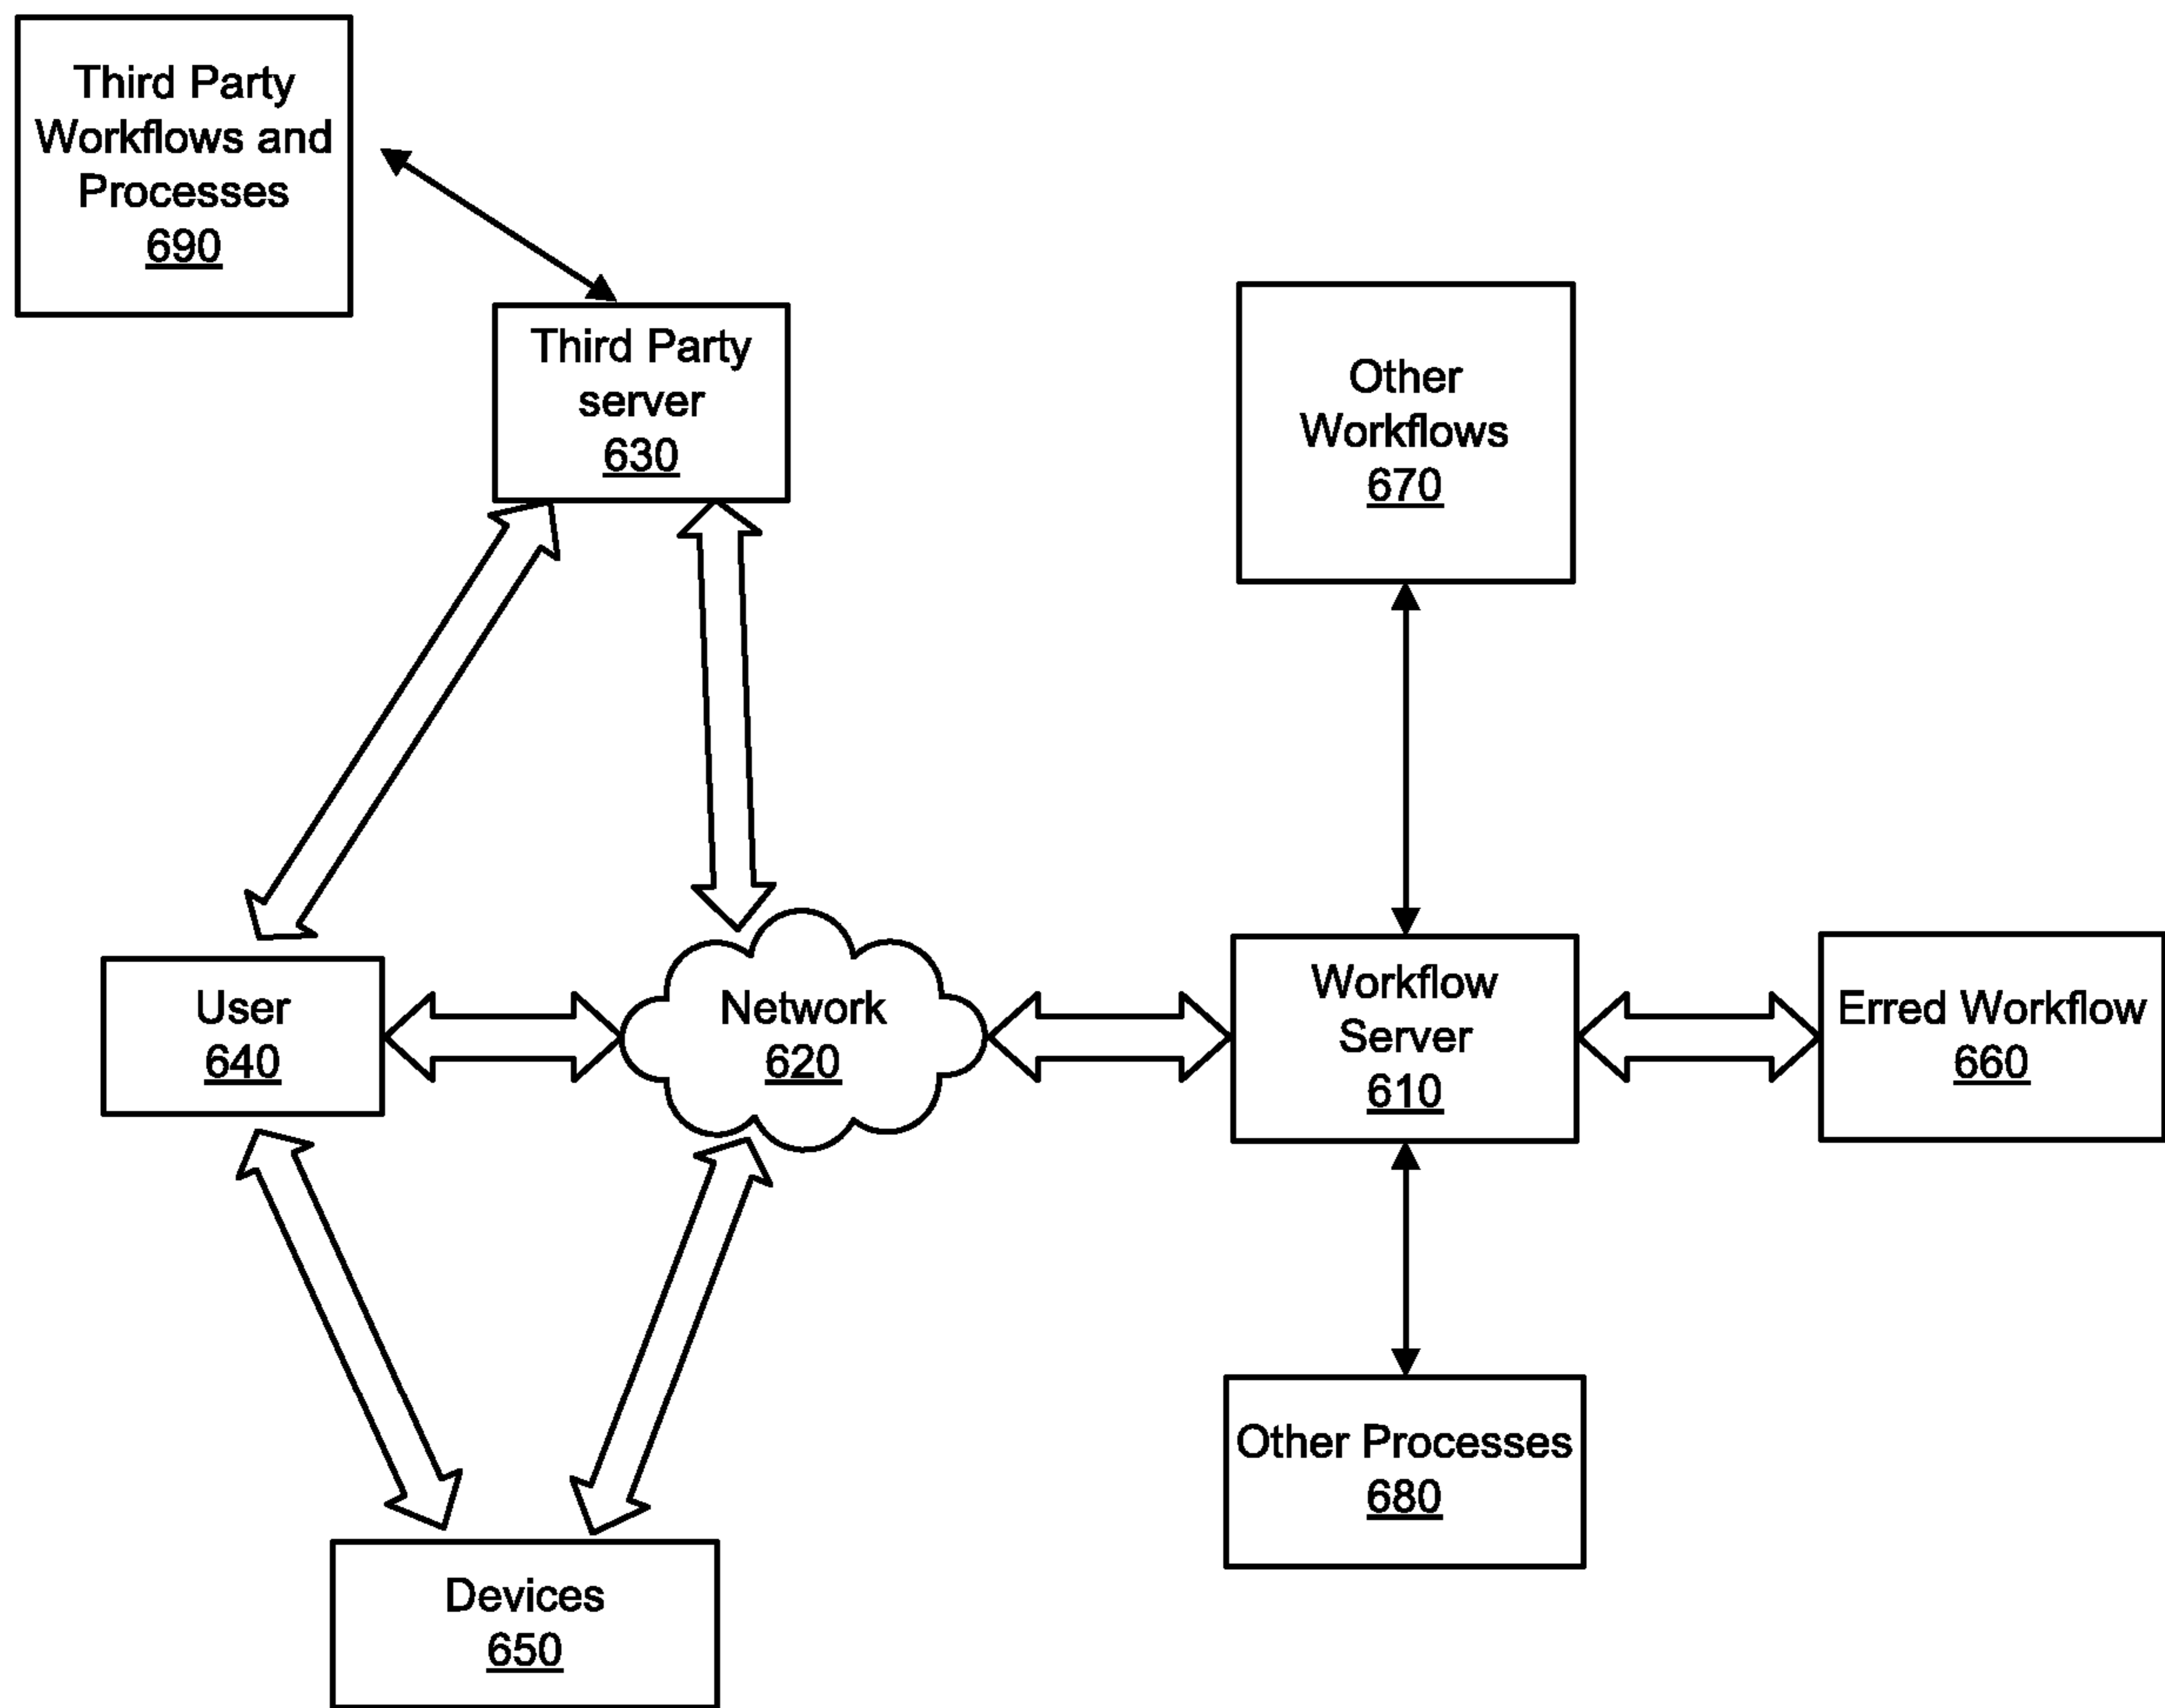 Third Party
Workflows and
Processes
690
Third Party
server
630
Other
Workflows
670
User
640
Network
620
Workflow
Server
610
Erred Workflow
660
Other Processes
680
Devices
650